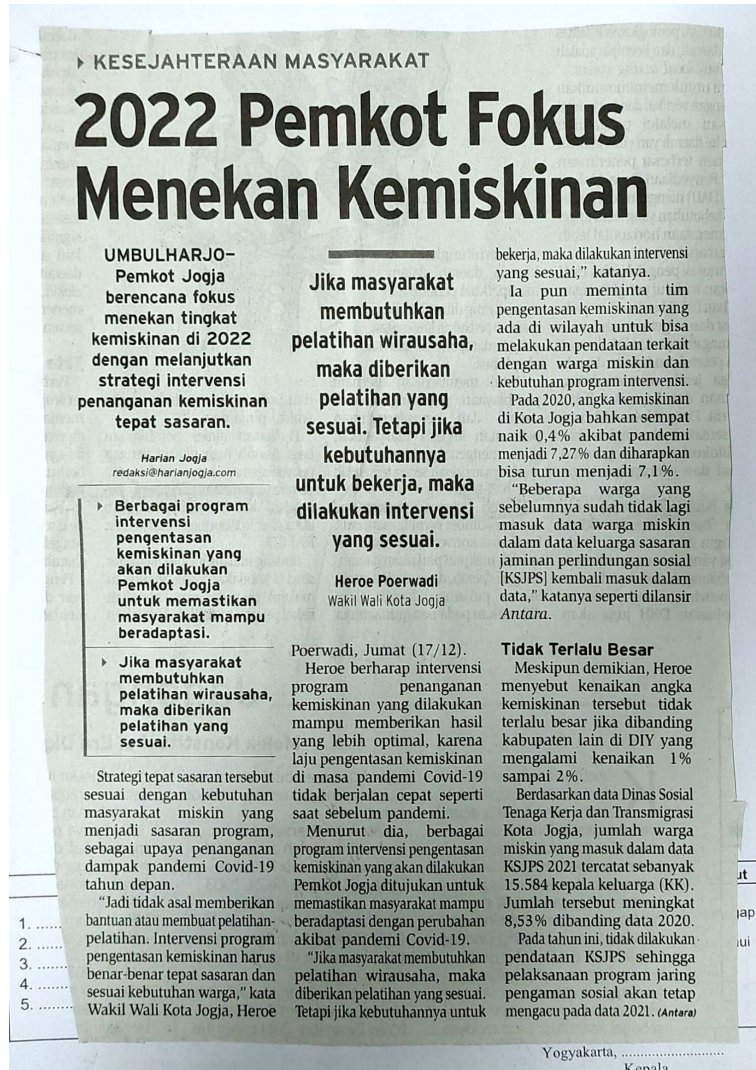 KESEJAHTERAAN MASYARAKAT
2022 Pemkot Fokus
Menekan Kemiskinan
UMBULHARJO—
Pemkot Jogja
berencana fokus
menekan tingkat
kemiskinan di 2022
dengan melanjutkan
strategi intervensi
penanganan kemiskinan
tepat sasaran.
Harian Jogja
redaksi@harianjogja.com
Berbagai program
intervensi
pengentasan
kemiskinan yang
akan dilakukan
Pemkot Jogja
untuk memastikan
masyarakat mampu
beradaptasi.
Jika masyarakat
membutuhkan
pelatihan wirausaha,
maka diberikan
pelatihan yang
sesuai.
Strategi tepat sasaran tersebut
sesuai dengan kebutuhan
masyarakat miskin yang
menjadi sasaran program,
sebagai upaya penanganan
dampak pandemi Covid-19
tahun depan.
"Jadi tidak asal memberikan
bantuan atau membuat pelatihan-
pelatihan. Intervensi program
pengentasan kemiskinan harus
benar-benar tepat sasaran dan
sesuai kebutuhan warga," kata
Wakil Wali Kota Jogja, Heroe
Jika masyarakat
membutuhkan
pelatihan wirausaha,
maka diberikan
pelatihan yang
sesuai. Tetapi jika
kebutuhannya
untuk bekerja, maka
dilakukan intervensi
yang sesuai.
Heroe Poerwadi
Wakil Wali Kota Jogja
Poerwadi, Jumat (17/12).
Heroe berharap intervensi
program penanganan
kemiskinan yang dilakukan
mampu memberikan hasil
yang lebih optimal, karena
laju pengentasan kemiskinan
di masa pandemi Covid-19
tidak berjalan cepat seperti
saat sebelum pandemi.
Menurut dia, berbagai
program intervensi pengentasan
kemiskinan yang akan dilakukan
Pemkot Jogja ditujukan untuk
memastikan masyarakat mampu
beradaptasi dengan perubahan
akibat pandemi Covid-19.
"Jika masyarakat membutuhkan
pelatihan wirausaha, maka
diberikan pelatihan yang sesuai.
Tetapi jika kebutuhannya untuk
bekerja, maka dilakukan intervensi
yang sesuai," katanya.
Ia pun meminta tim
pengentasan kemiskinan yang
ada di wilayah untuk bisa
melakukan pendataan terkait
dengan warga miskin dan
kebutuhan program intervensi.
Pada 2020, angka kemiskinan
di Kota Jogja bahkan sempat
naik 0,4% akibat pandemi
menjadi 7,27% dan diharapkan
bisa turun menjadi 7,1%.
"Beberapa warga yang
sebelumnya sudah tidak lagi
masuk data warga miskin
dalam data keluarga sasaran
jaminan perlindungan sosial
[KSJPS] kembali masuk dalam
data," katanya seperti dilansir
Antara.
Tidak Terlalu Besar
Meskipun demikian, Heroe
menyebut kenaikan angka
kemiskinan tersebut tidak
terlalu besar jika dibanding
kabupaten lain di DIY yang
mengalami kenaikan 1%
sampai 2%.
Berdasarkan data Dinas Sosial
Tenaga Kerja dan Transmigrasi
Kota Jogja, jumlah warga
miskin yang masuk dalam data
KSJPS 2021 tercatat sebanyak
15.584 kepala keluarga (KK).
Jumlah tersebut meningkat
8,53% dibanding data 2020.
Pada tahun ini, tidak dilakukan
pendataan KSJPS sehingga
pelaksanaan program jaring
pengaman sosial akan tetap
mengacu pada data 2021. (Antara)
1. ......
2. ......
3. ......
4. ......
5. ......
Yogyakarta, ..........................
Kepala